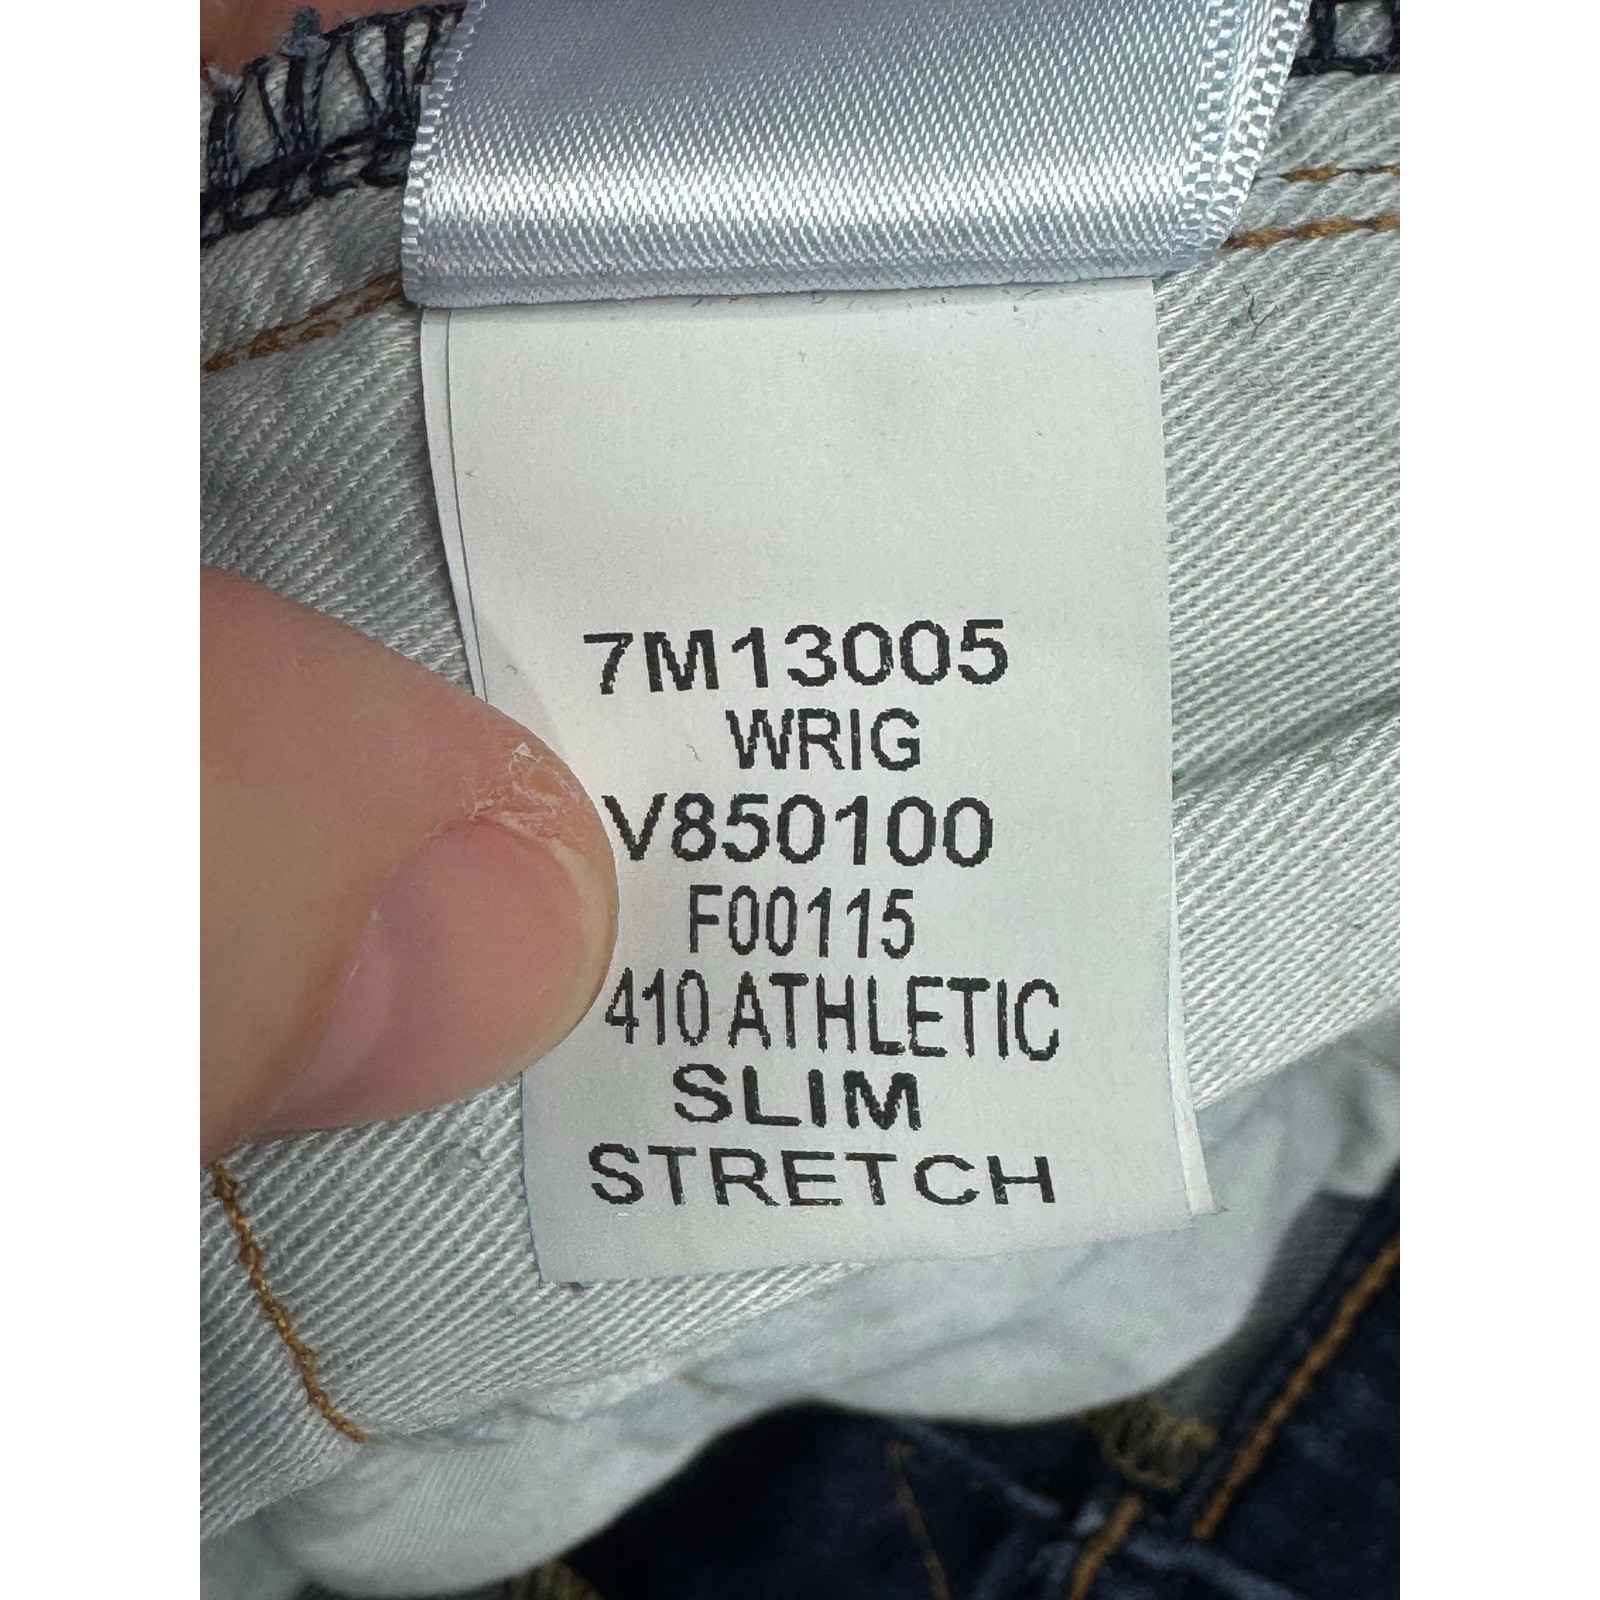 7M13005
WRIG
V850100
F00115
410 ATHLETIC
SLIM
STRETCH